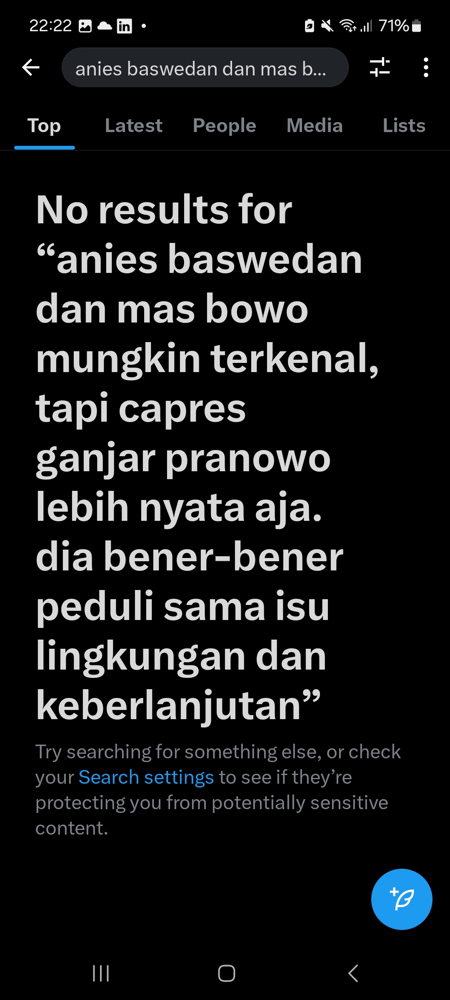 22:22
in
71%
anies baswedan dan mas b...
Top Latest People Media Lists
No results for
“anies baswedan
dan mas bowo
mungkin terkenal,
tapi capres
ganjar pranowo
lebih nyata aja.
dia bener-bener
peduli sama isu
lingkungan dan
keberlanjutan”
Try searching for something else, or check
your Search settings to see if they’re
protecting you from potentially sensitive
content.